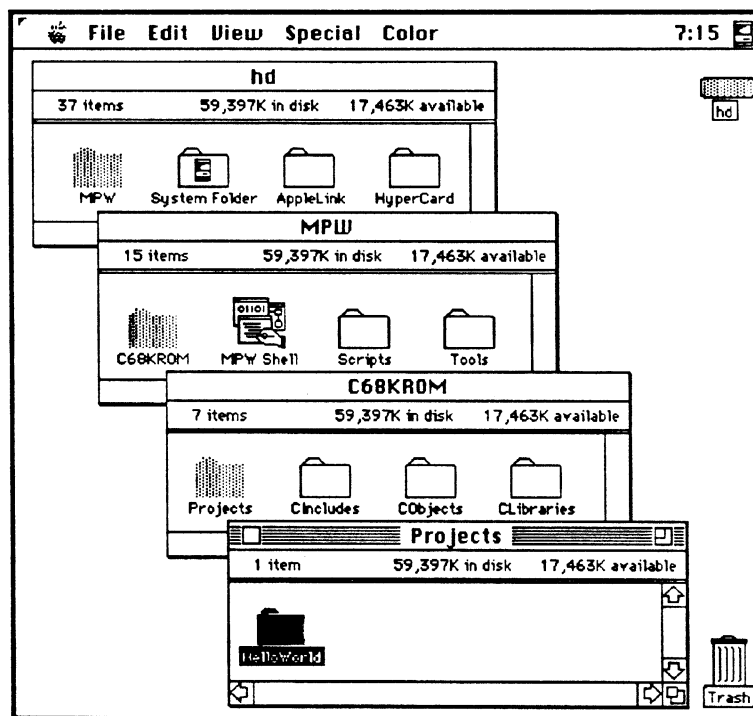 File Edit View Special Color 7:15
hd
37 items 59,397K in disk 17,463K available
hd
MPW System Folder AppleLink HyperCard
MPW
15 items 59,397K in disk 17,463K available
01101
C68KROM MPW Shell Scripts Tools
C68KROM
7 items 59,397K in disk 17,463K available
Projects CIncludes CObjects CLibraries
Projects
1 item 59,397K in disk 17,463K available
HelloWorld
Trash